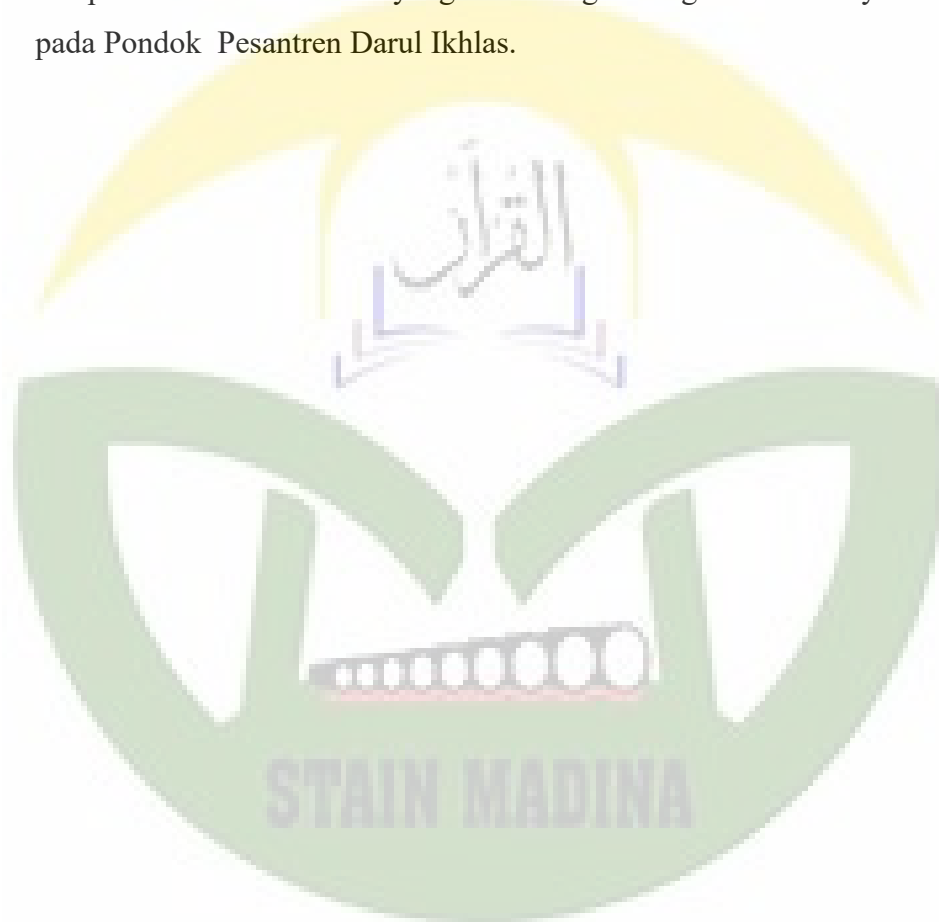 pada Pondok  Pesantren Darul Ikhlas.
القرآن
STAIN MADINA